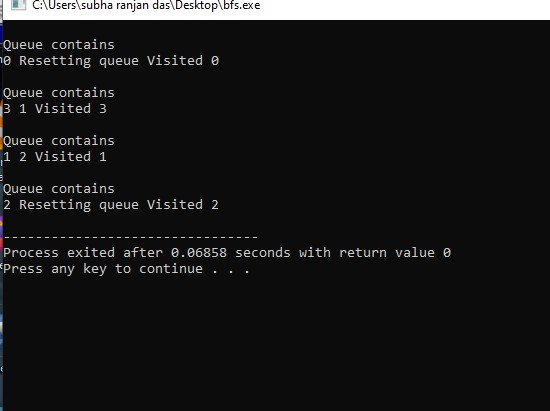 C:\Users\subha ranjan das\Desktop\bfs.exe
Queue contains
0 Resetting queue Visited 0
Queue contains
3 1 Visited 3
Queue contains
1 2 Visited 1
Queue contains
2 Resetting queue Visited 2
--------------------------------
Process exited after 0.06858 seconds with return value 0
Press any key to continue . . .